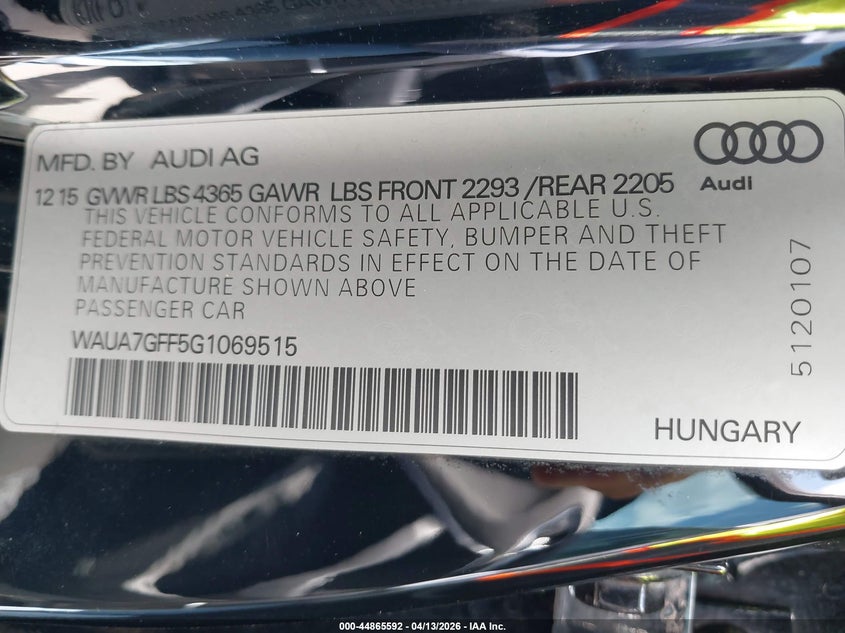 MFD. BY AUDI AG
Audi
12 15 GVWR LBS 4365 GAWR LBS FRONT 2293 /REAR 2205
THIS VEHICLE CONFORMS TO ALL APPLICABLE U.S.
FEDERAL MOTOR VEHICLE SAFETY, BUMPER AND THEFT
PREVENTION STANDARDS IN EFFECT ON THE DATE OF
MANUFACTURE SHOWN ABOVE
PASSENGER CAR
WAUA7GFF5G1069515
HUNGARY
5120107
000-44865592 - 04/13/2026 - IAA Inc.